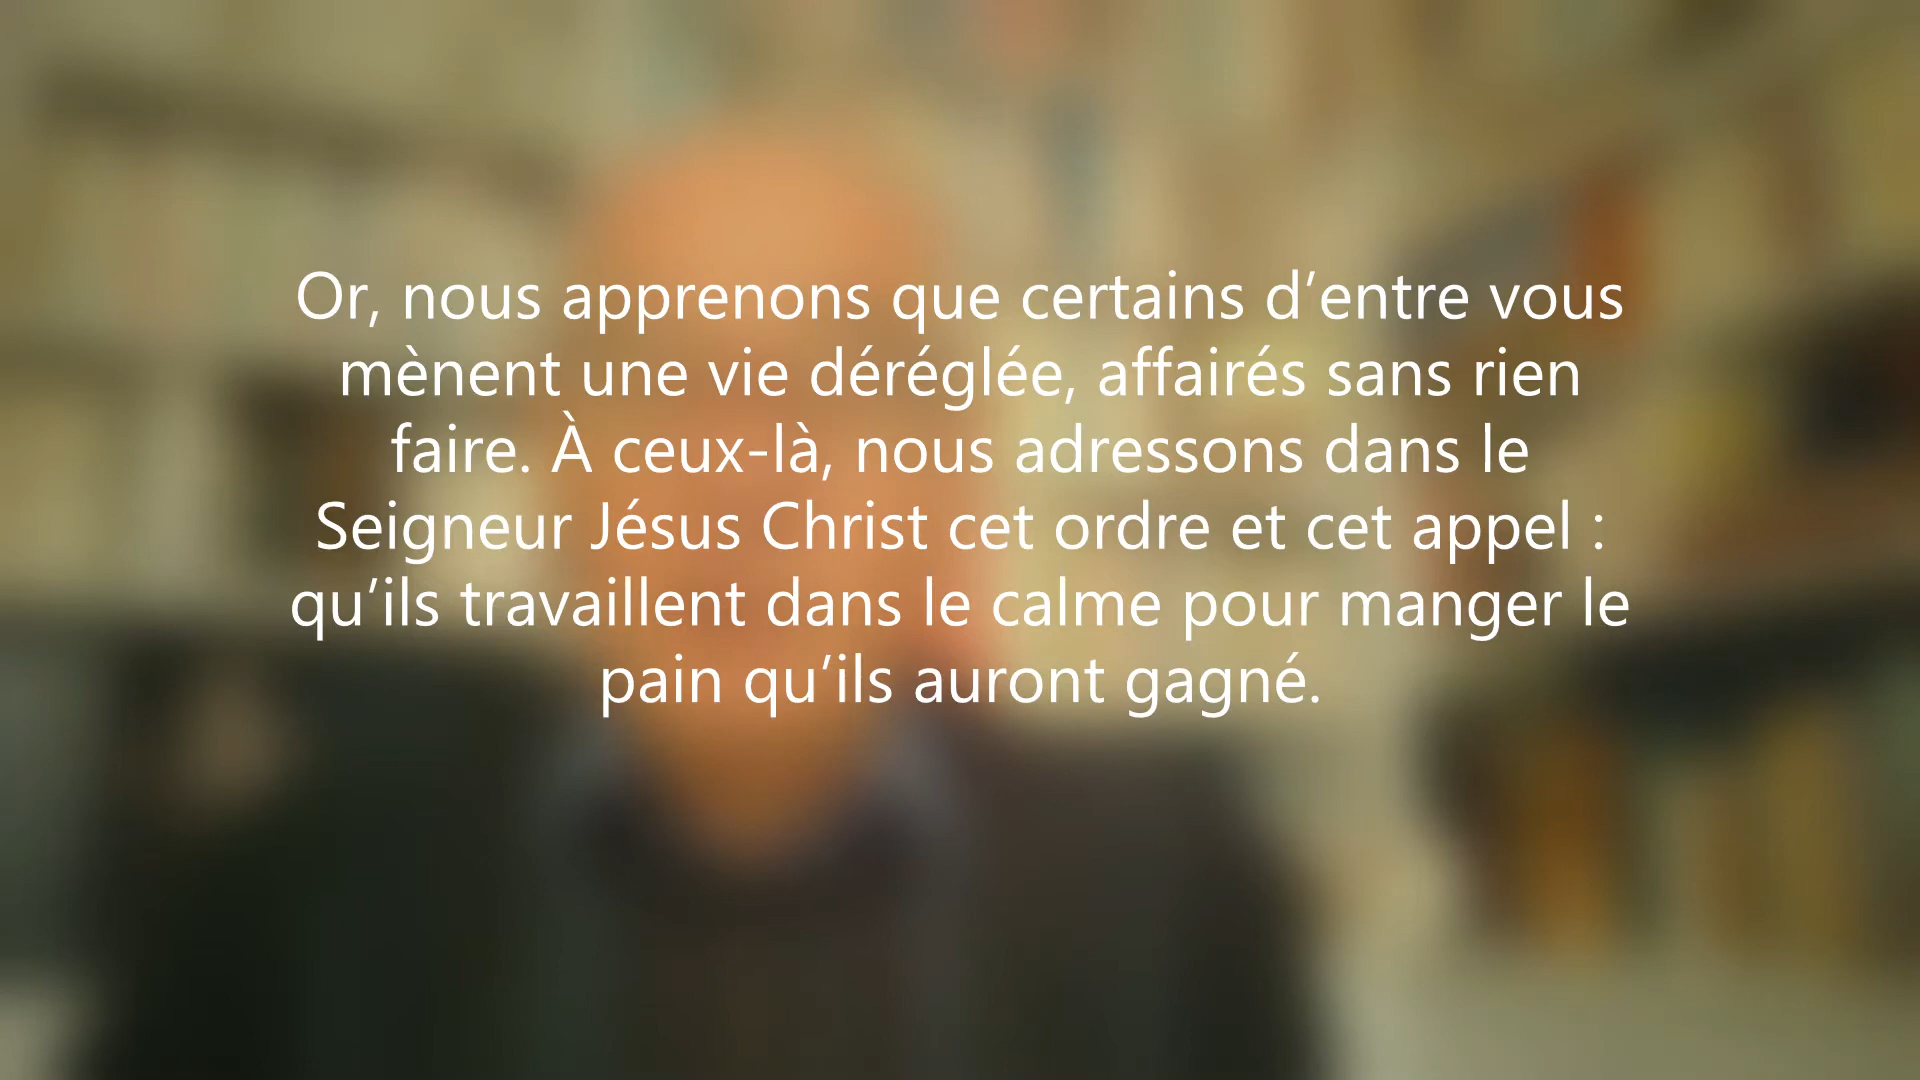 Or, nous apprenons que certains d’entre vous
mènent une vie déréglée, affairés sans rien
faire. À ceux-là, nous adressons dans le
Seigneur Jésus Christ cet ordre et cet appel :
qu’ils travaillent dans le calme pour manger le
pain qu’ils auront gagné.